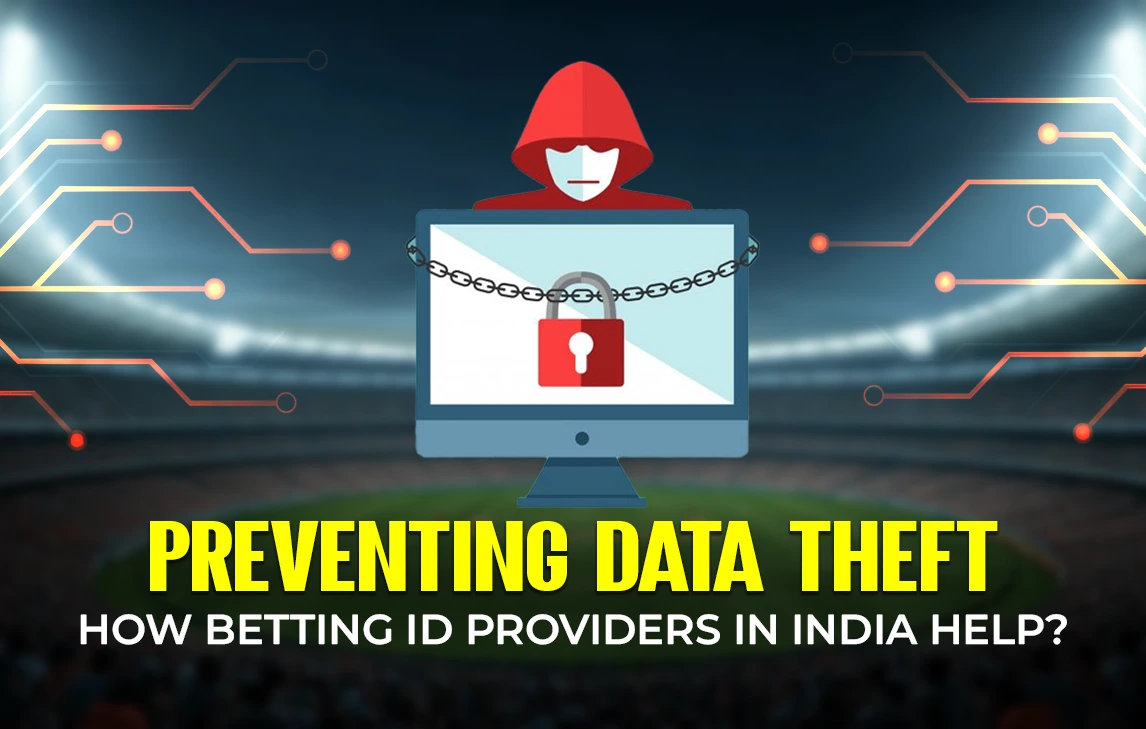 PREVENTING DATA THEFT
HOW BETTING ID PROVIDERS IN INDIA HELP?